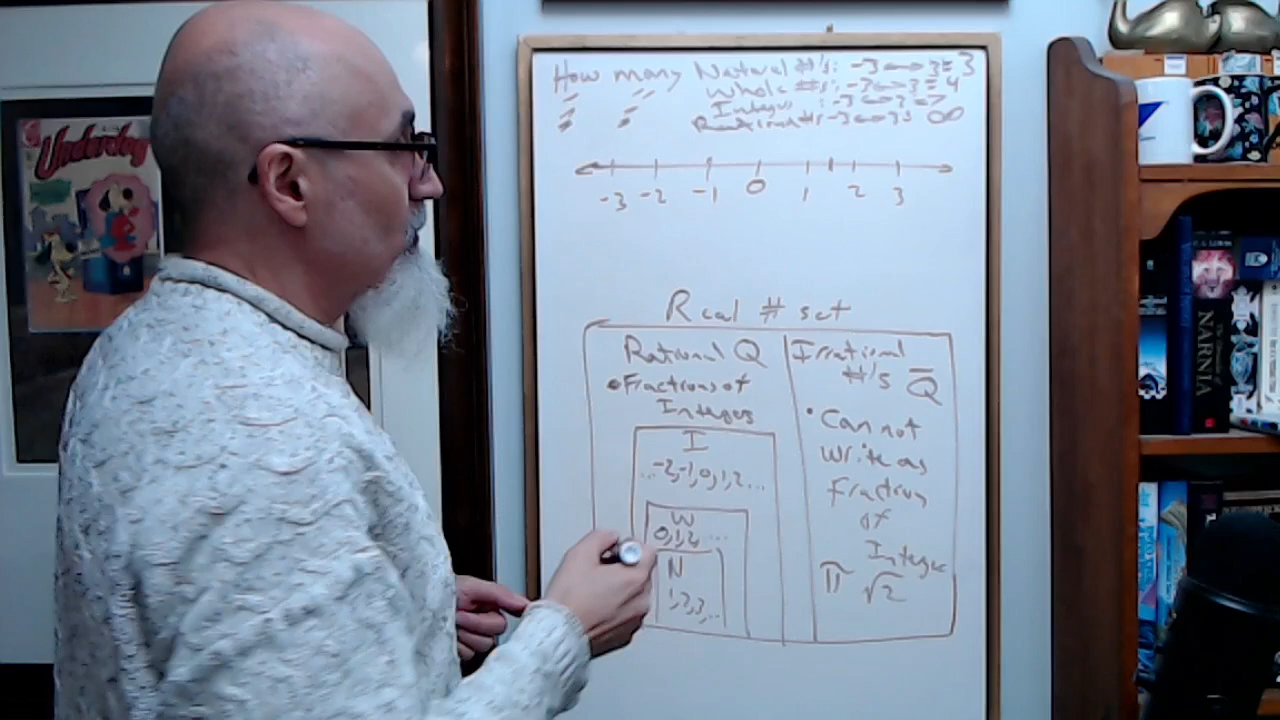 Underdog
How many Natural #'s: -3 ↔ 3 = 3
" " Whole #'s: -3 ↔ 3 = 4
" " Integer : -3 ↔ 3 = 7
" " Rational #: -3 ↔ 3 = ∞
-3 -2 -1 0 1 2 3
Real # set
Rational Q
• Fractions of
Integers
I
...-2,-1,0,1,2...
W
0,1,2,...
N
1,2,3,...
Irrational
#'s Q̅
• Can not
write as
fraction
of
Integer
π √2
NARNIA